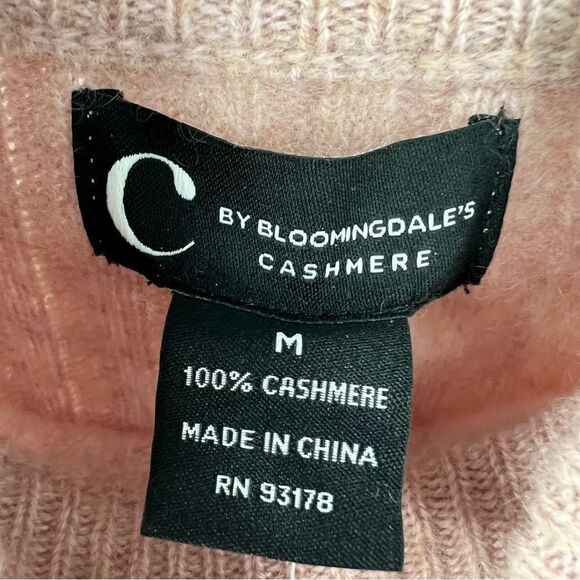 C
BY BLOOMINGDALE'S
CASHMERE
M
100% CASHMERE
MADE IN CHINA
RN 93178